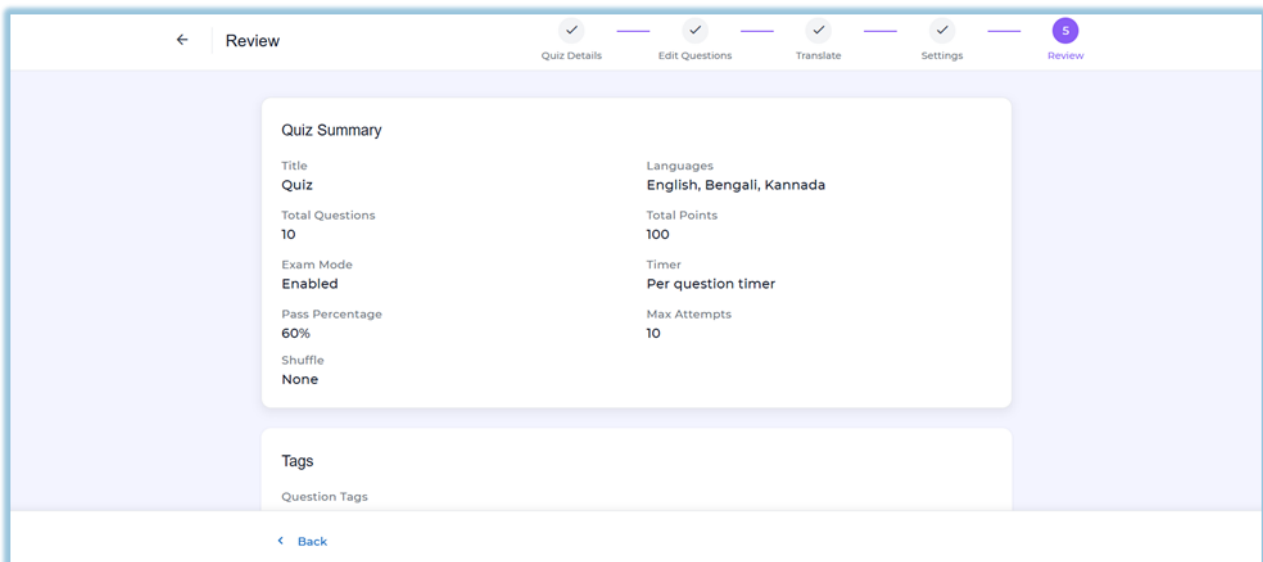 Review
5
Quiz Details
Edit Questions
Translate
Settings
Review
Quiz Summary
Title
Quiz
Languages
English, Bengali, Kannada
Total Questions
10
Total Points
100
Exam Mode
Enabled
Timer
Per question timer
Pass Percentage
60%
Max Attempts
10
Shuffle
None
Tags
Question Tags
Back